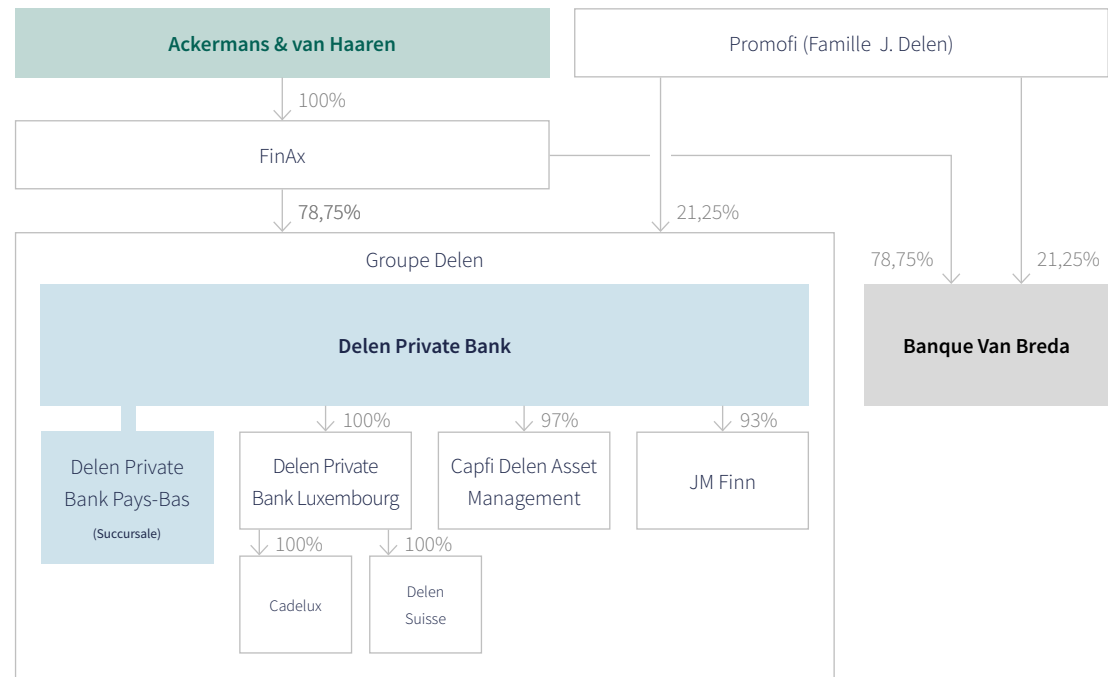 Ackermans & van Haaren
Promofi (Famille J. Delen)
100%
FinAx
78,75%
21,25%
Groupe Delen
78,75%
21,25%
Delen Private Bank
Banque Van Breda
100%
97%
93%
Delen Private
Bank Pays-Bas
(Succursale)
Delen Private
Bank Luxembourg
Capfi Delen Asset
Management
JM Finn
100%
100%
Cadelux
Delen
Suisse